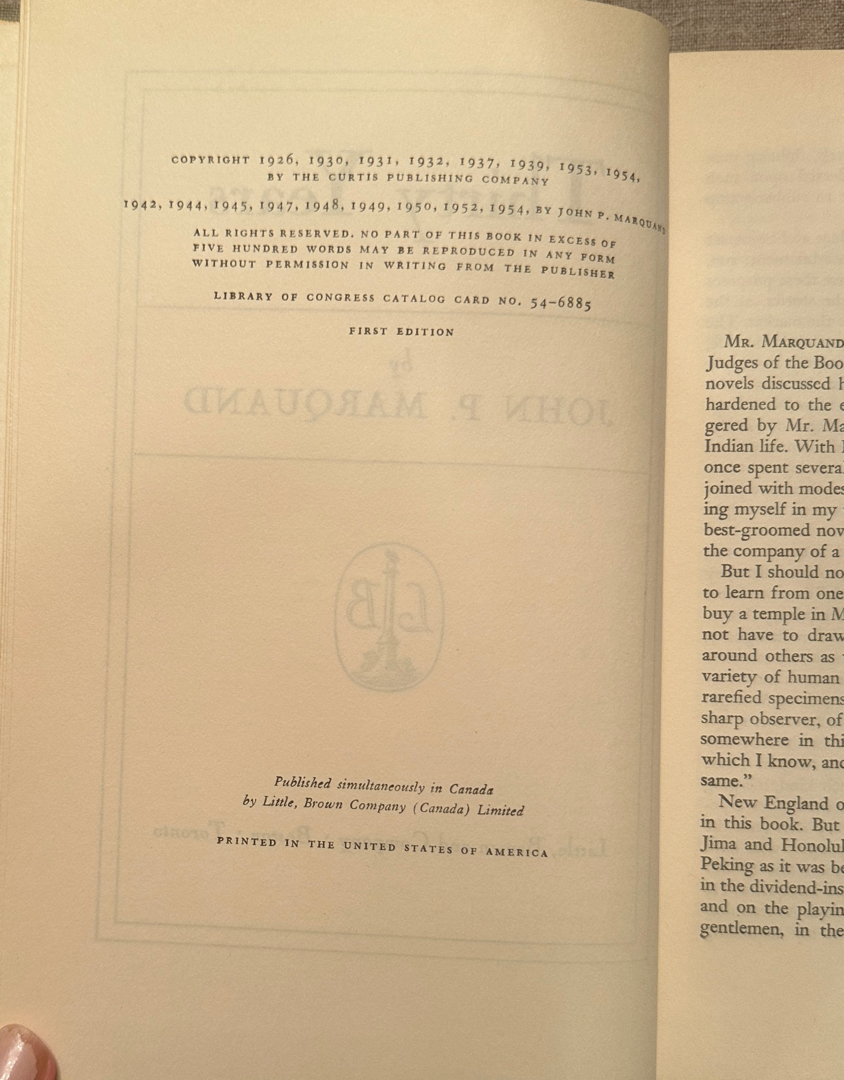 COPYRIGHT 1926, 1930, 1931, 1932, 1937, 1939, 1953, 1954,
BY THE CURTIS PUBLISHING COMPANY
1942, 1944, 1945, 1947, 1948, 1949, 1950, 1952, 1954, BY JOHN P. MARQUAND
ALL RIGHTS RESERVED. NO PART OF THIS BOOK IN EXCESS OF
FIVE HUNDRED WORDS MAY BE REPRODUCED IN ANY FORM
WITHOUT PERMISSION IN WRITING FROM THE PUBLISHER
LIBRARY OF CONGRESS CATALOG CARD NO. 54-6885
FIRST EDITION
by
JOHN P. MARQUAND
LB
Published simultaneously in Canada
by Little, Brown Company (Canada) Limited
PRINTED IN THE UNITED STATES OF AMERICA
MR. MARQUAND
Judges of the Boo
novels discussed h
hardened to the e
gered by Mr. Ma
Indian life. With
once spent severa
joined with modes
ing myself in my
best-groomed nov
the company of a
But I should no
to learn from one
buy a temple in M
not have to draw
around others as
variety of human
rarefied specimens
sharp observer, of
somewhere in thi
which I know, and
same.”
New England o
in this book. But
Jima and Honolul
Peking as it was be
in the dividend-ins
and on the playin
gentlemen, in the